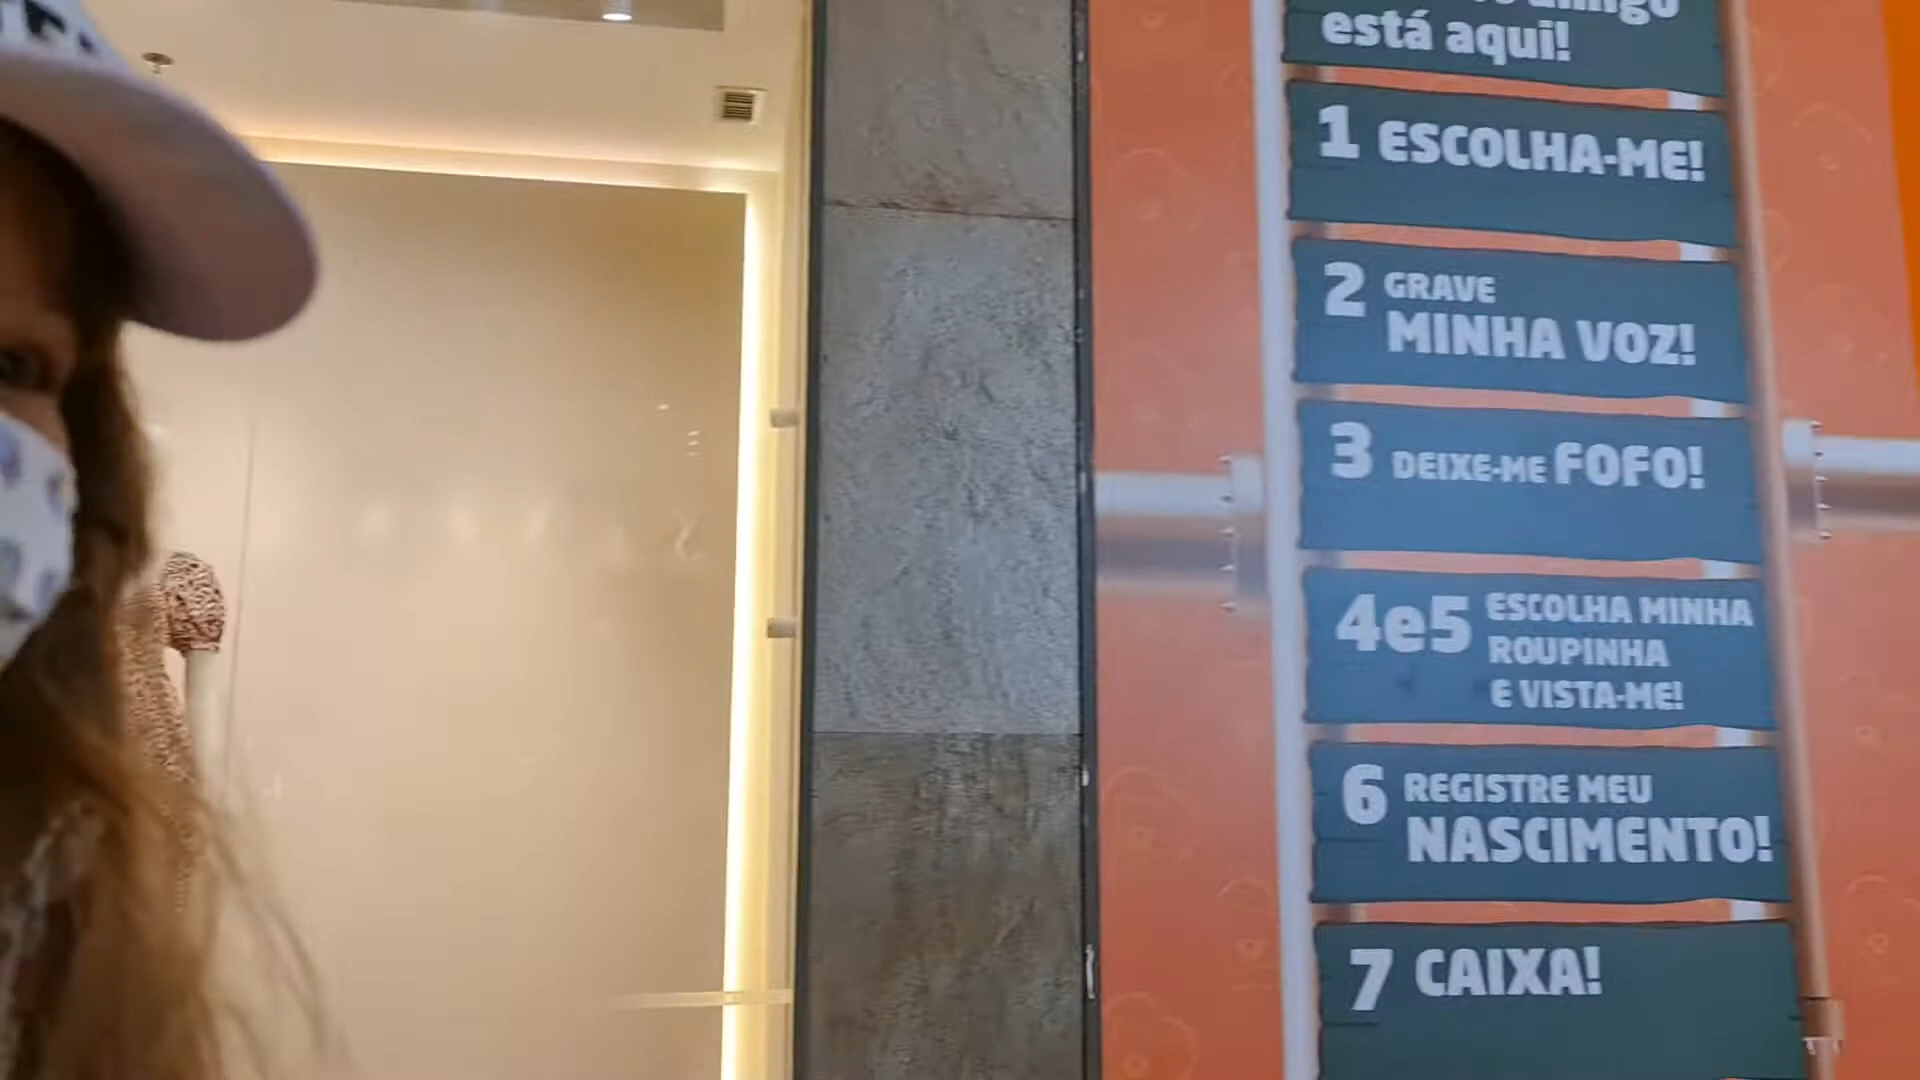 está aqui!
1 ESCOLHA-ME!
2 GRAVE
MINHA VOZ!
3 DEIXE-ME FOFO!
4e5 ESCOLHA MINHA
ROUPINHA
E VISTA-ME!
6 REGISTRE MEU
NASCIMENTO!
7 CAIXA!